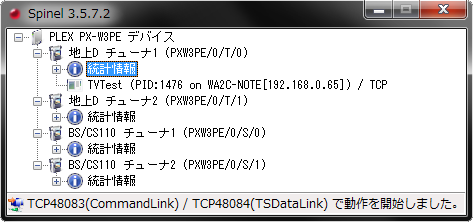 Spinel 3.5.7.2
PLEX PX-W3PE デバイス
地上D チューナ1 (PXW3PE/0/T/0)
統計情報
TVTest (PID:1476 on WA2C-NOTE[192.168.0.65]) / TCP
地上D チューナ2 (PXW3PE/0/T/1)
統計情報
BS/CS110 チューナ1 (PXW3PE/0/S/0)
統計情報
BS/CS110 チューナ2 (PXW3PE/0/S/1)
統計情報
TCP48083(CommandLink) / TCP48084(TSDataLink) で動作を開始しました。